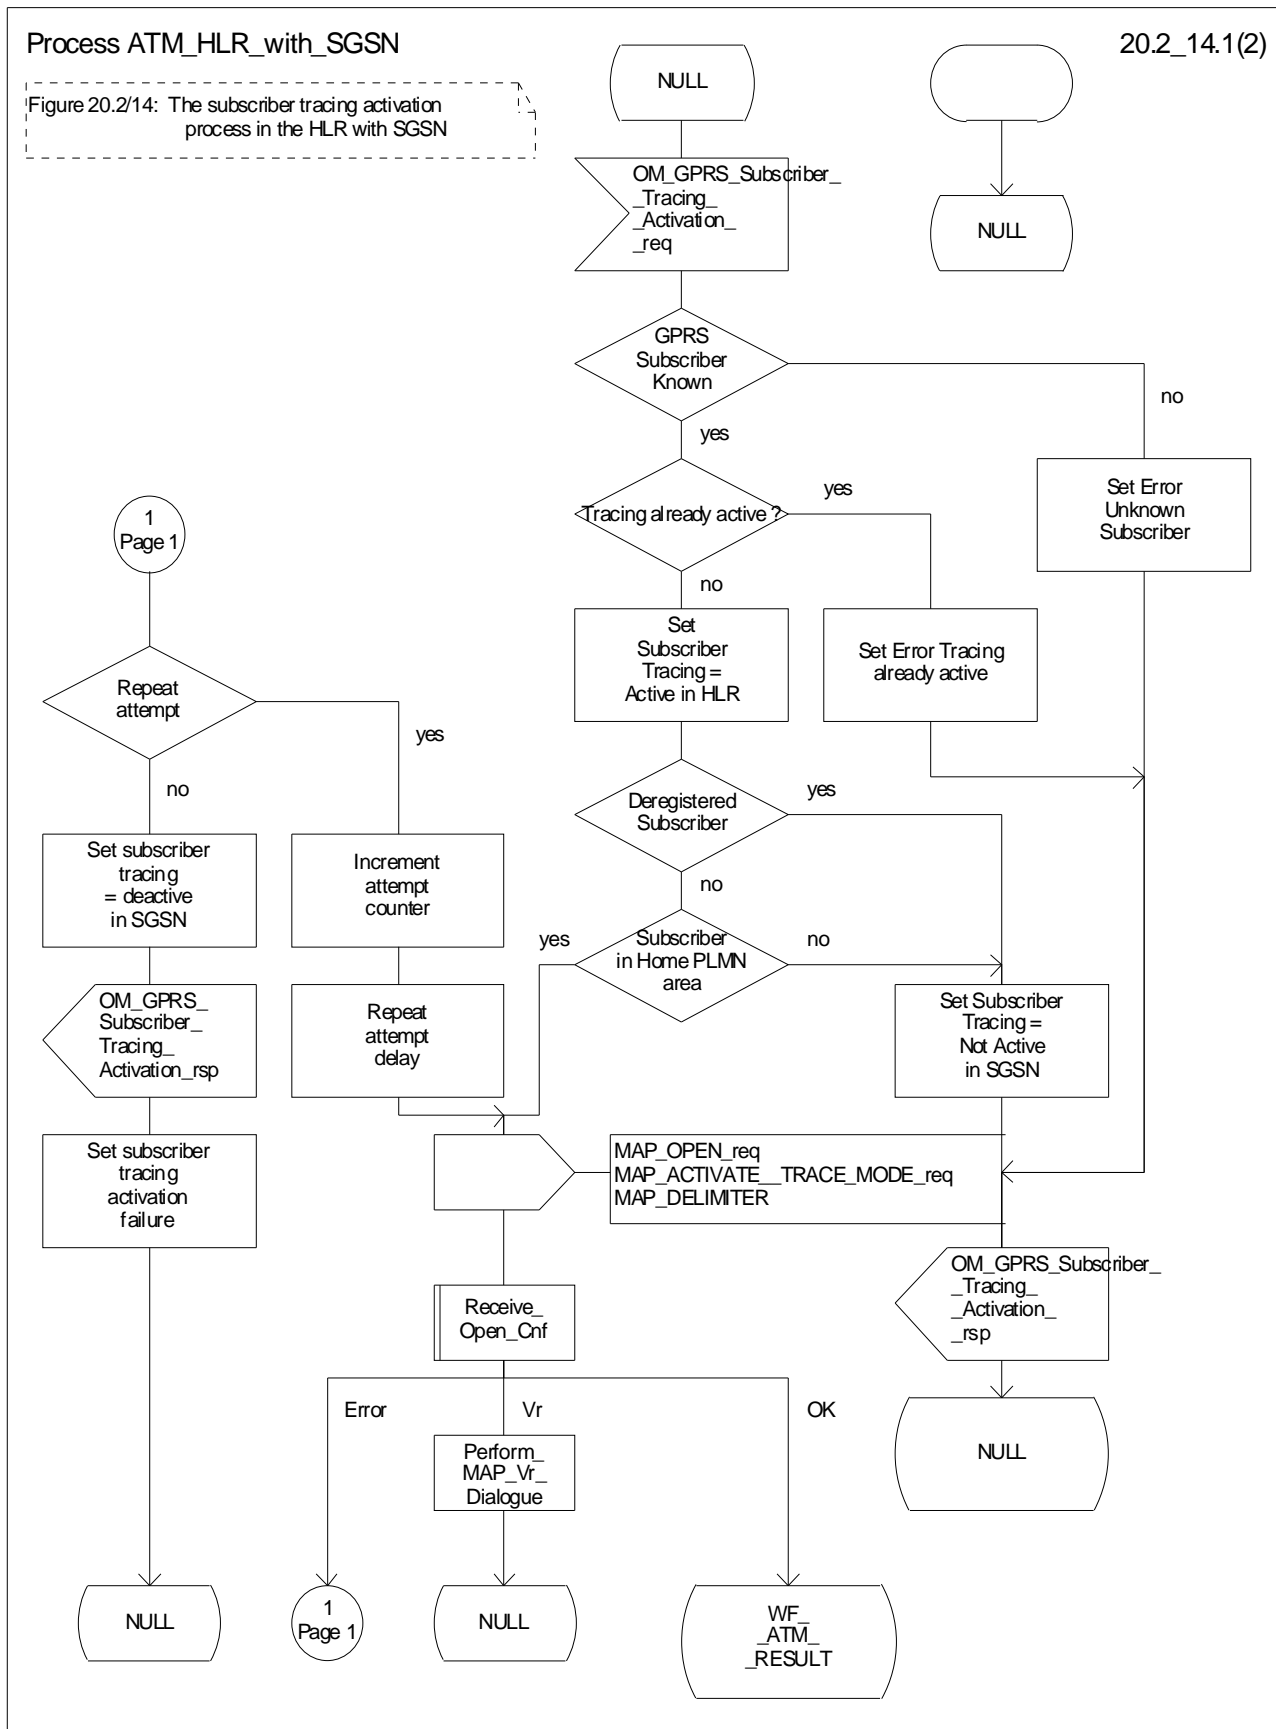 Process ATM_HLR_with_SGSN
20.2_14.1(2)
Figure 20.2/14: The subscriber tracing activation
process in the HLR with SGSN
NULL
OM_GPRS_Subscriber_
_Tracing_
_Activation_
_req
NULL
GPRS
Subscriber
Known
no
yes
Tracing already active ?
yes
Set Error
Unknown
Subscriber
1
Page 1
no
Set
Subscriber
Tracing =
Active in HLR
Set Error Tracing
already active
Repeat
attempt
yes
no
Deregistered
Subscriber
yes
Set subscriber
tracing
= deactive
in SGSN
Increment
attempt
counter
no
yes
Subscriber
in Home PLMN
area
no
OM_GPRS_
Subscriber_
Tracing_
Activation_rsp
Repeat
attempt
delay
Set Subscriber
Tracing =
Not Active
in SGSN
Set subscriber
tracing
activation
failure
MAP_OPEN_req
MAP_ACTIVATE__TRACE_MODE_req
MAP_DELIMITER
OM_GPRS_Subscriber_
_Tracing_
_Activation_
_rsp
Receive_
Open_Cnf
Error
Vr
OK
NULL
Perform_
MAP_Vr_
Dialogue
NULL
1
Page 1
NULL
WF_
_ATM_
_RESULT